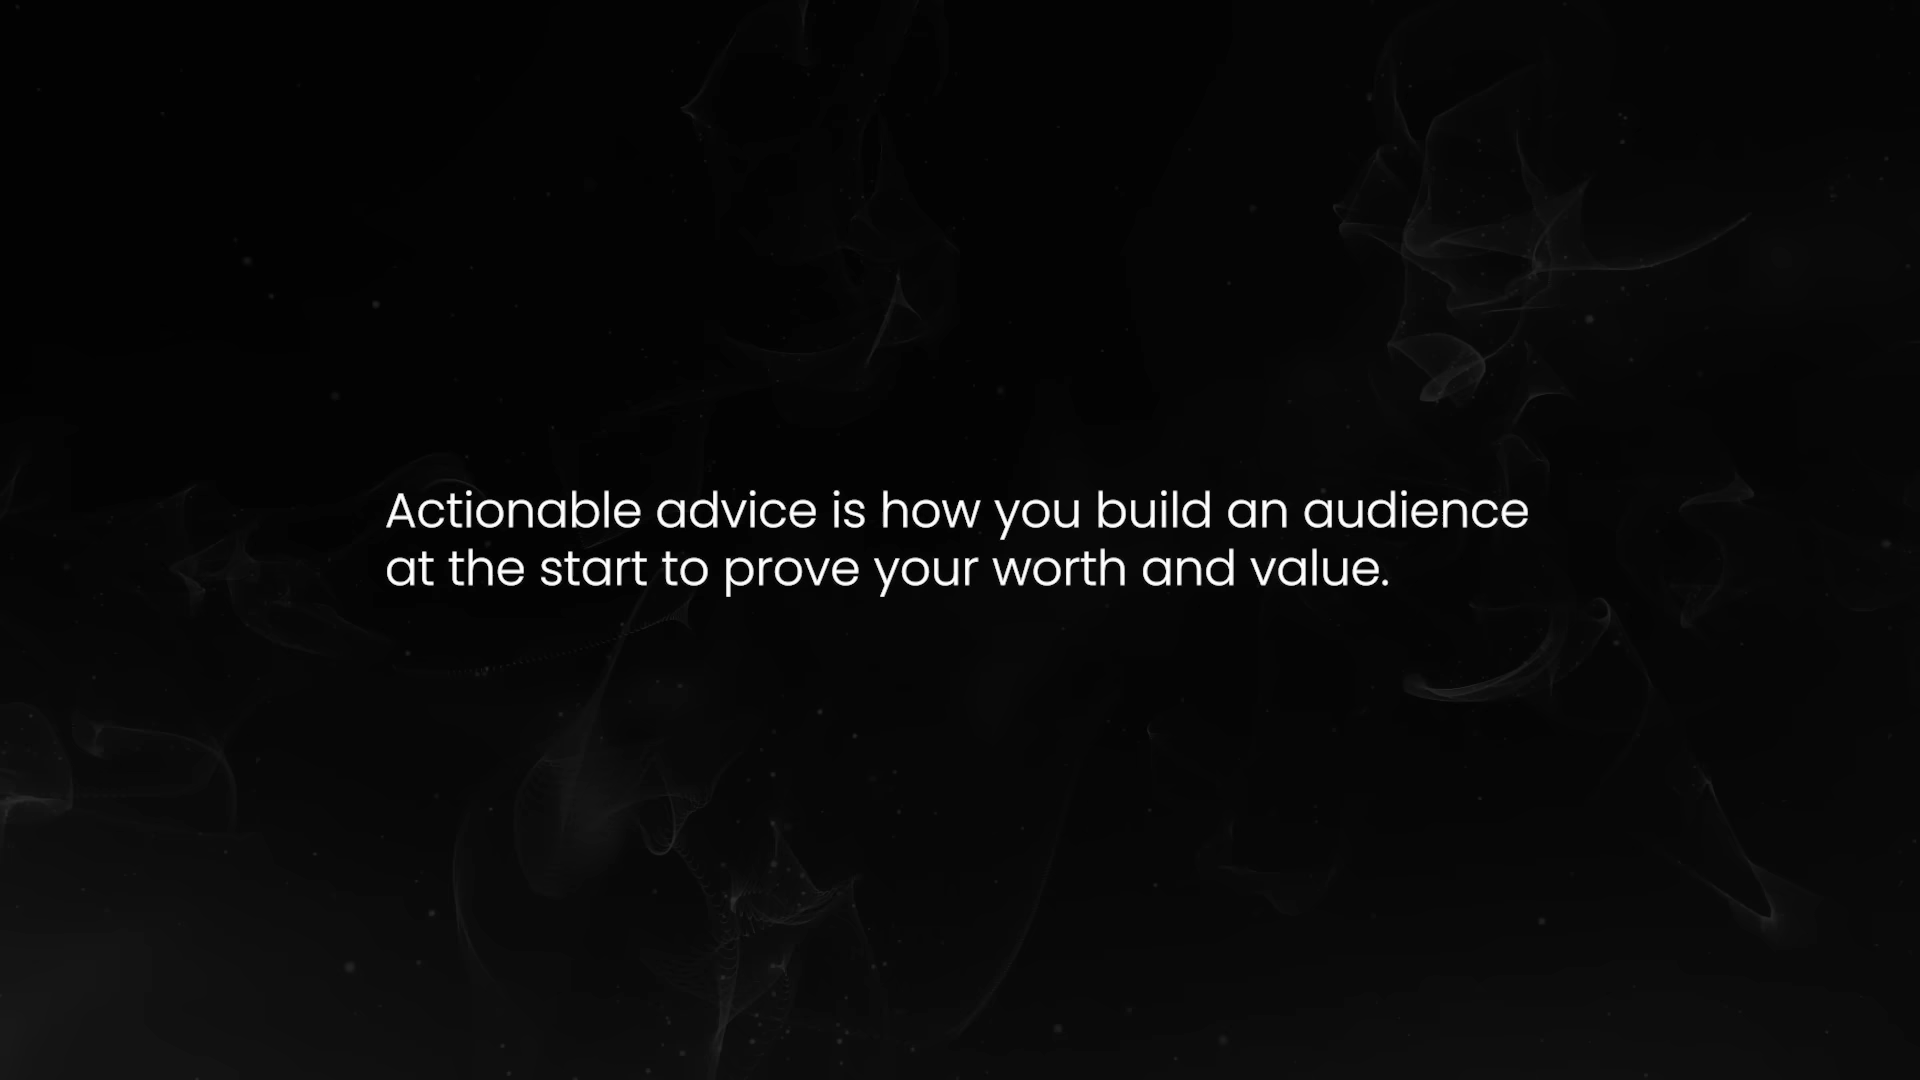 Actionable advice is how you build an audience
at the start to prove your worth and value.